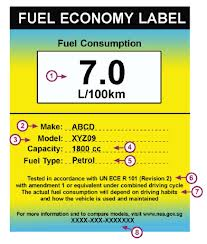 FUEL ECONOMY LABEL
Fuel Consumption
1 7.0
L/100km
2 Make: ABCD
3 Model: XYZ09
Capacity: 1800 cc 4
Fuel Type: Petrol 5
Tested in accordance with UN ECE R 101 (Revision 2) 6
with amendment 1 or equivalent under combined driving cycle
The actual fuel consumption will depend on driving habits 7
and how the vehicle is used and maintained
For more information and to compare models, visit www.nea.gov.sg
XXXX-XXX-XXXXXXX
8